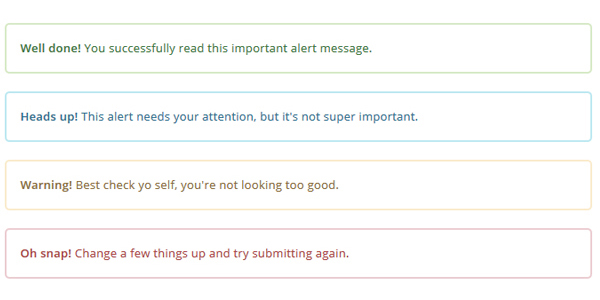 Well done! You successfully read this important alert message.
Heads up! This alert needs your attention, but it's not super important.
Warning! Best check yo self, you're not looking too good.
Oh snap! Change a few things up and try submitting again.